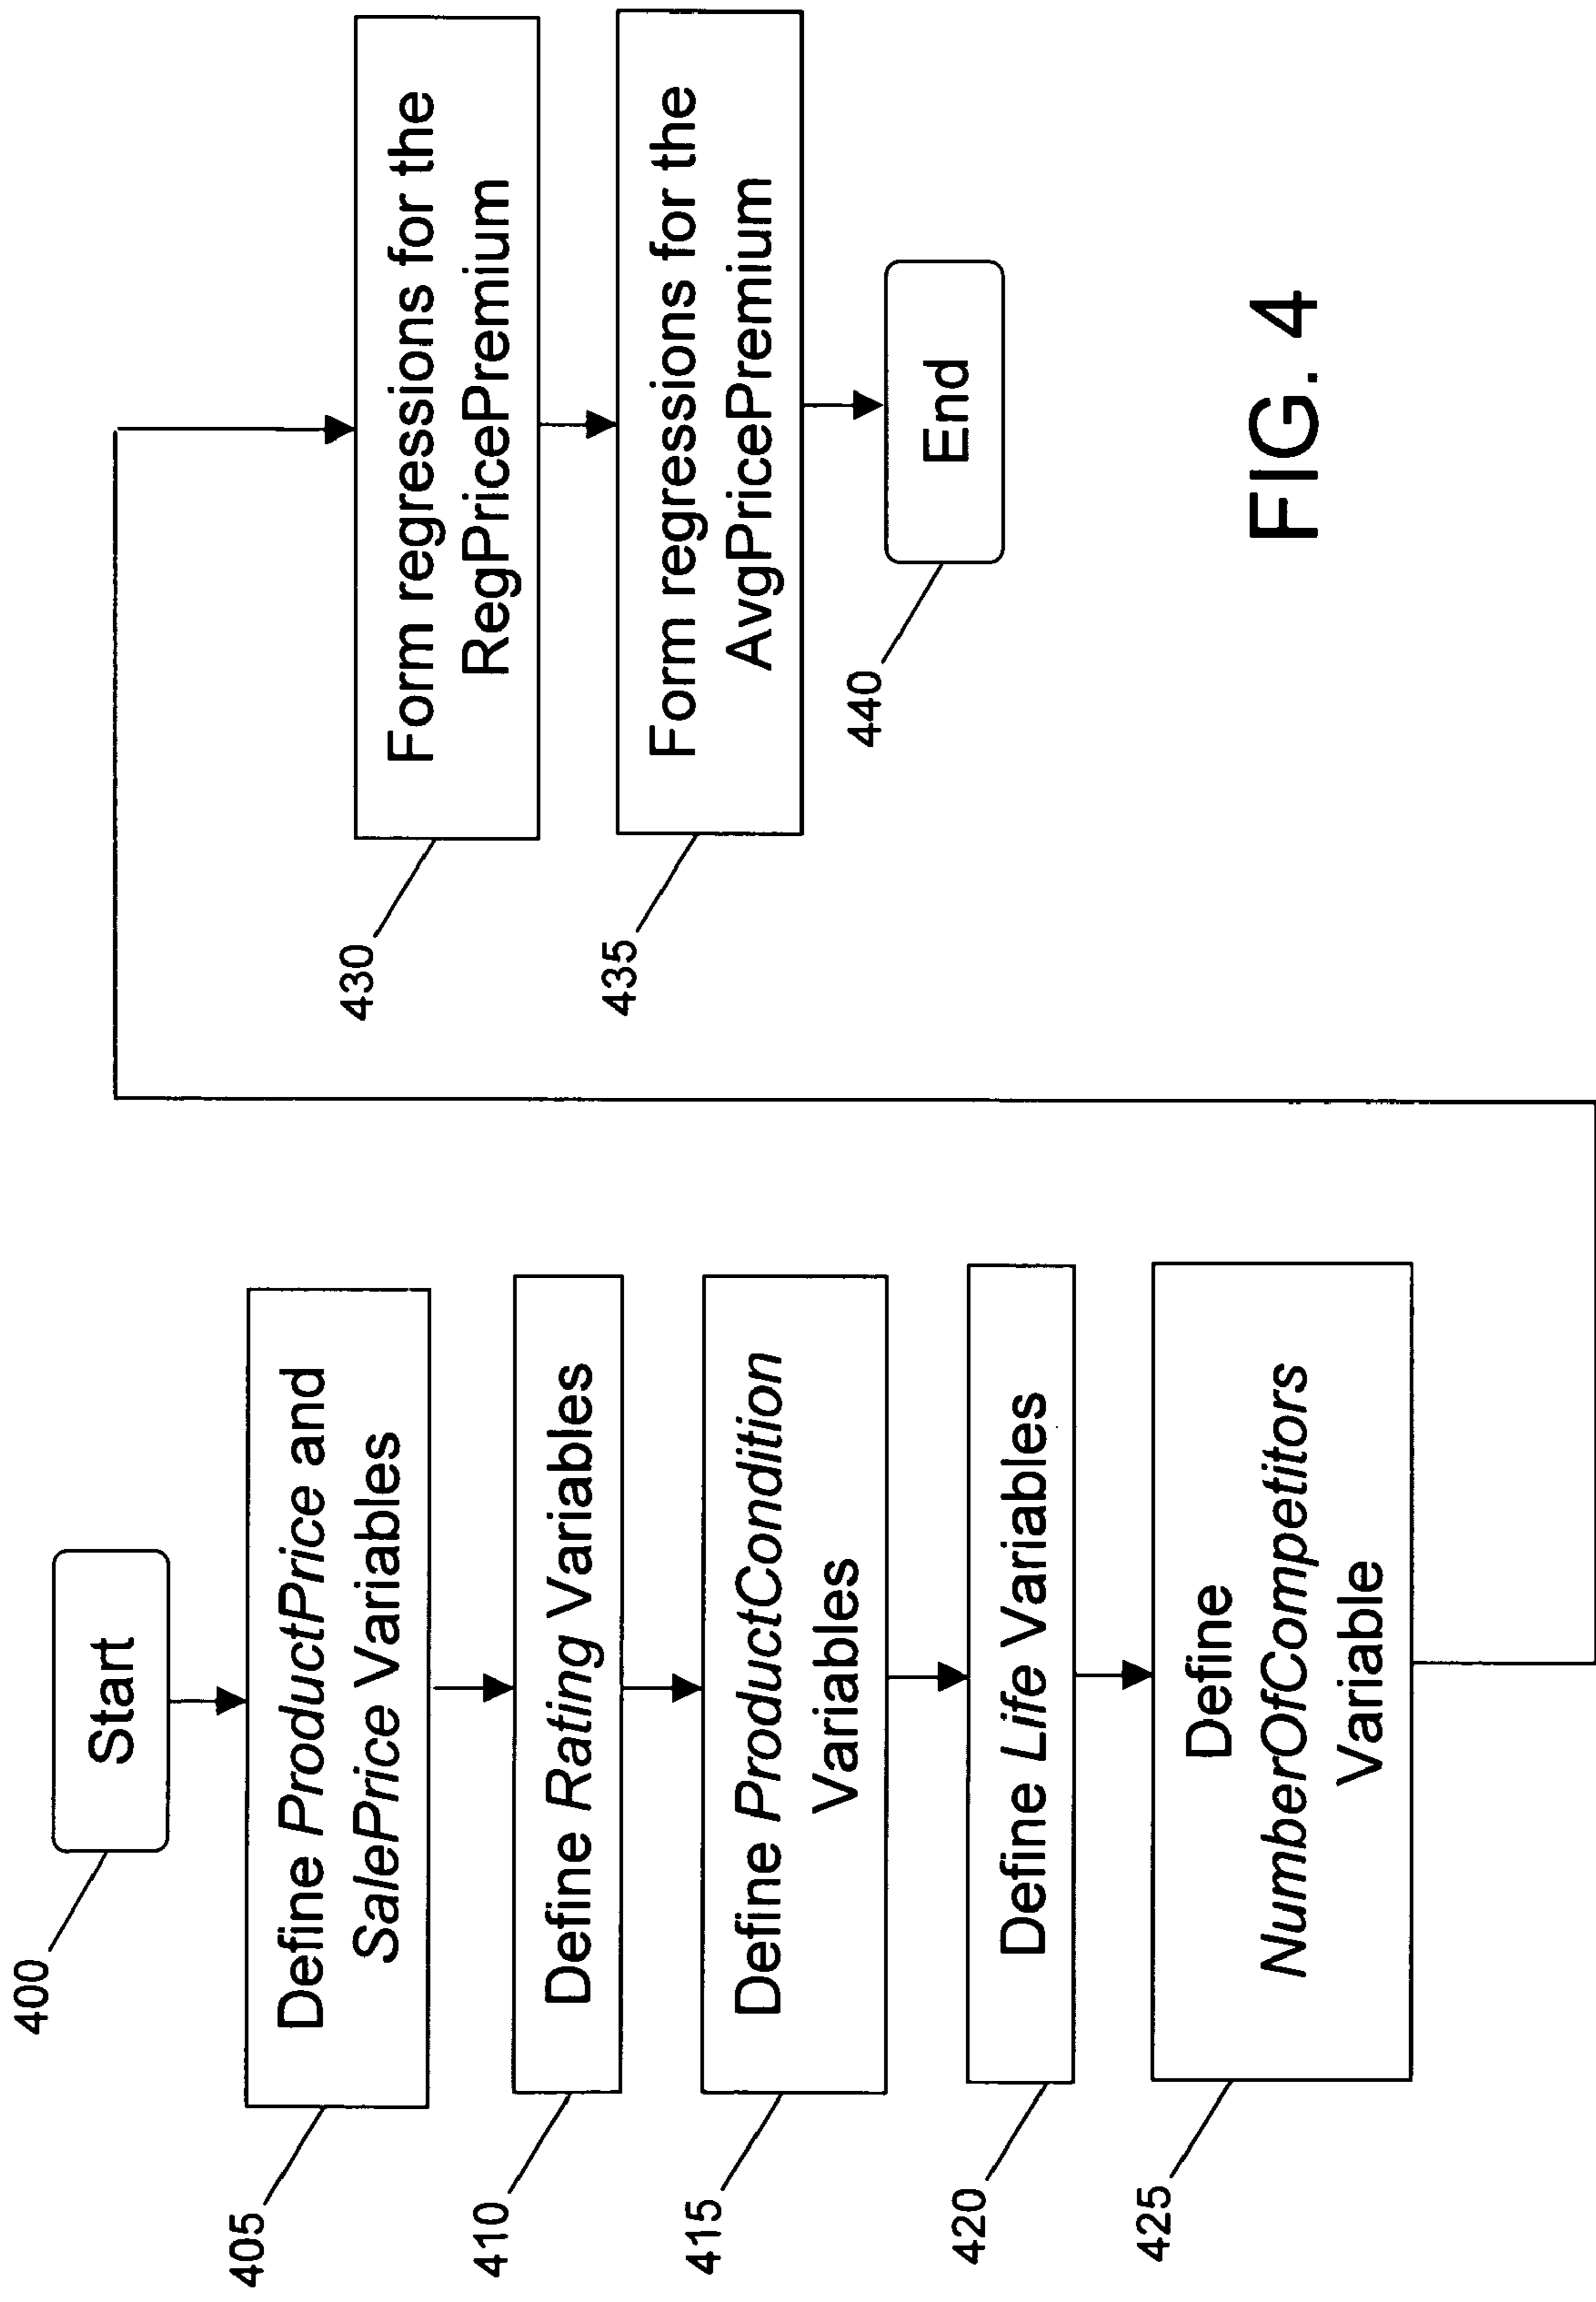 400
Start
405
Define ProductPrice and
SalePrice Variables
410
Define Rating Variables
415
Define ProductCondition
Variables
420
Define Life Variables
425
Define
NumberOfCompetitors
Variable
430
Form regressions for the
RegPricePremium
435
Form regressions for the
AvgPricePremium
440
End
FIG. 4